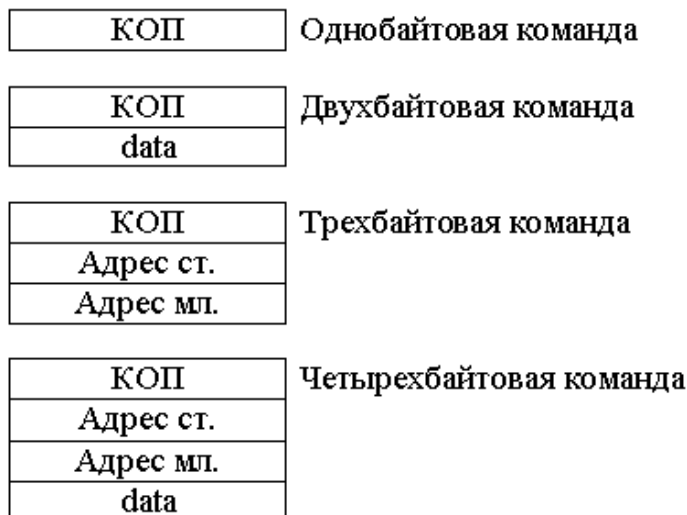 КОП Однобайтовая команда
КОП Двухбайтовая команда
data
КОП Трехбайтовая команда
Адрес ст.
Адрес мл.
КОП Четырехбайтовая команда
Адрес ст.
Адрес мл.
data